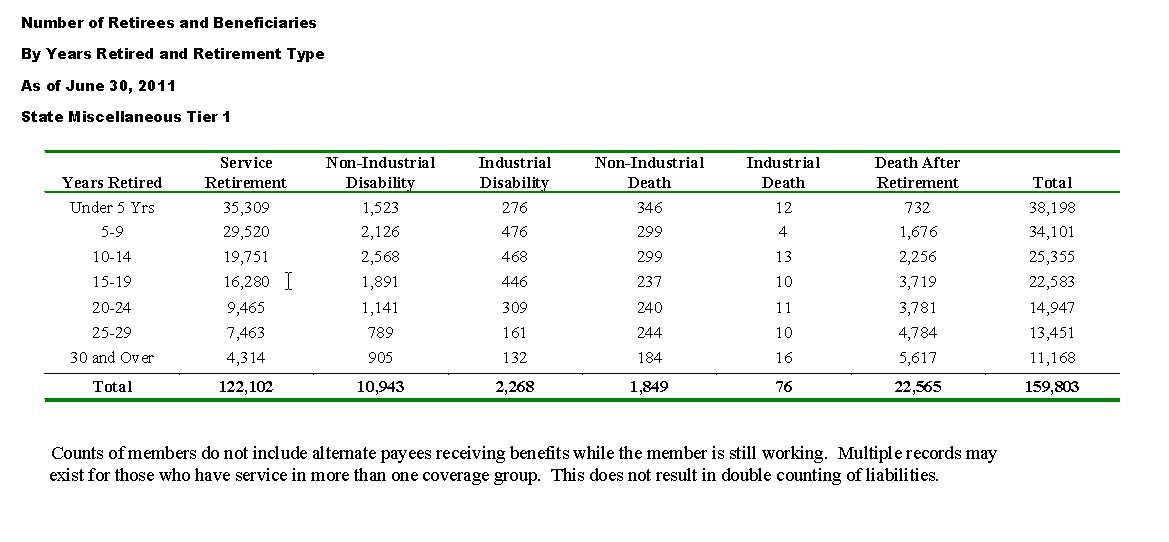 Number of Retirees and Beneficiaries
By Years Retired and Retirement Type
As of June 30, 2011
State Miscellaneous Tier 1
Service Non-Industrial Industrial Non-Industrial Industrial Death After
Years Retired Retirement Disability Disability Death Death Retirement Total
Under 5 Yrs 35,309 1,523 276 346 12 732 38,198
5-9 29,520 2,126 476 299 4 1,676 34,101
10-14 19,751 2,568 468 299 13 2,256 25,355
15-19 16,280 1,891 446 237 10 3,719 22,583
20-24 9,465 1,141 309 240 11 3,781 14,947
25-29 7,463 789 161 244 10 4,784 13,451
30 and Over 4,314 905 132 184 16 5,617 11,168
Total 122,102 10,943 2,268 1,849 76 22,565 159,803
Counts of members do not include alternate payees receiving benefits while the member is still working. Multiple records may
exist for those who have service in more than one coverage group. This does not result in double counting of liabilities.